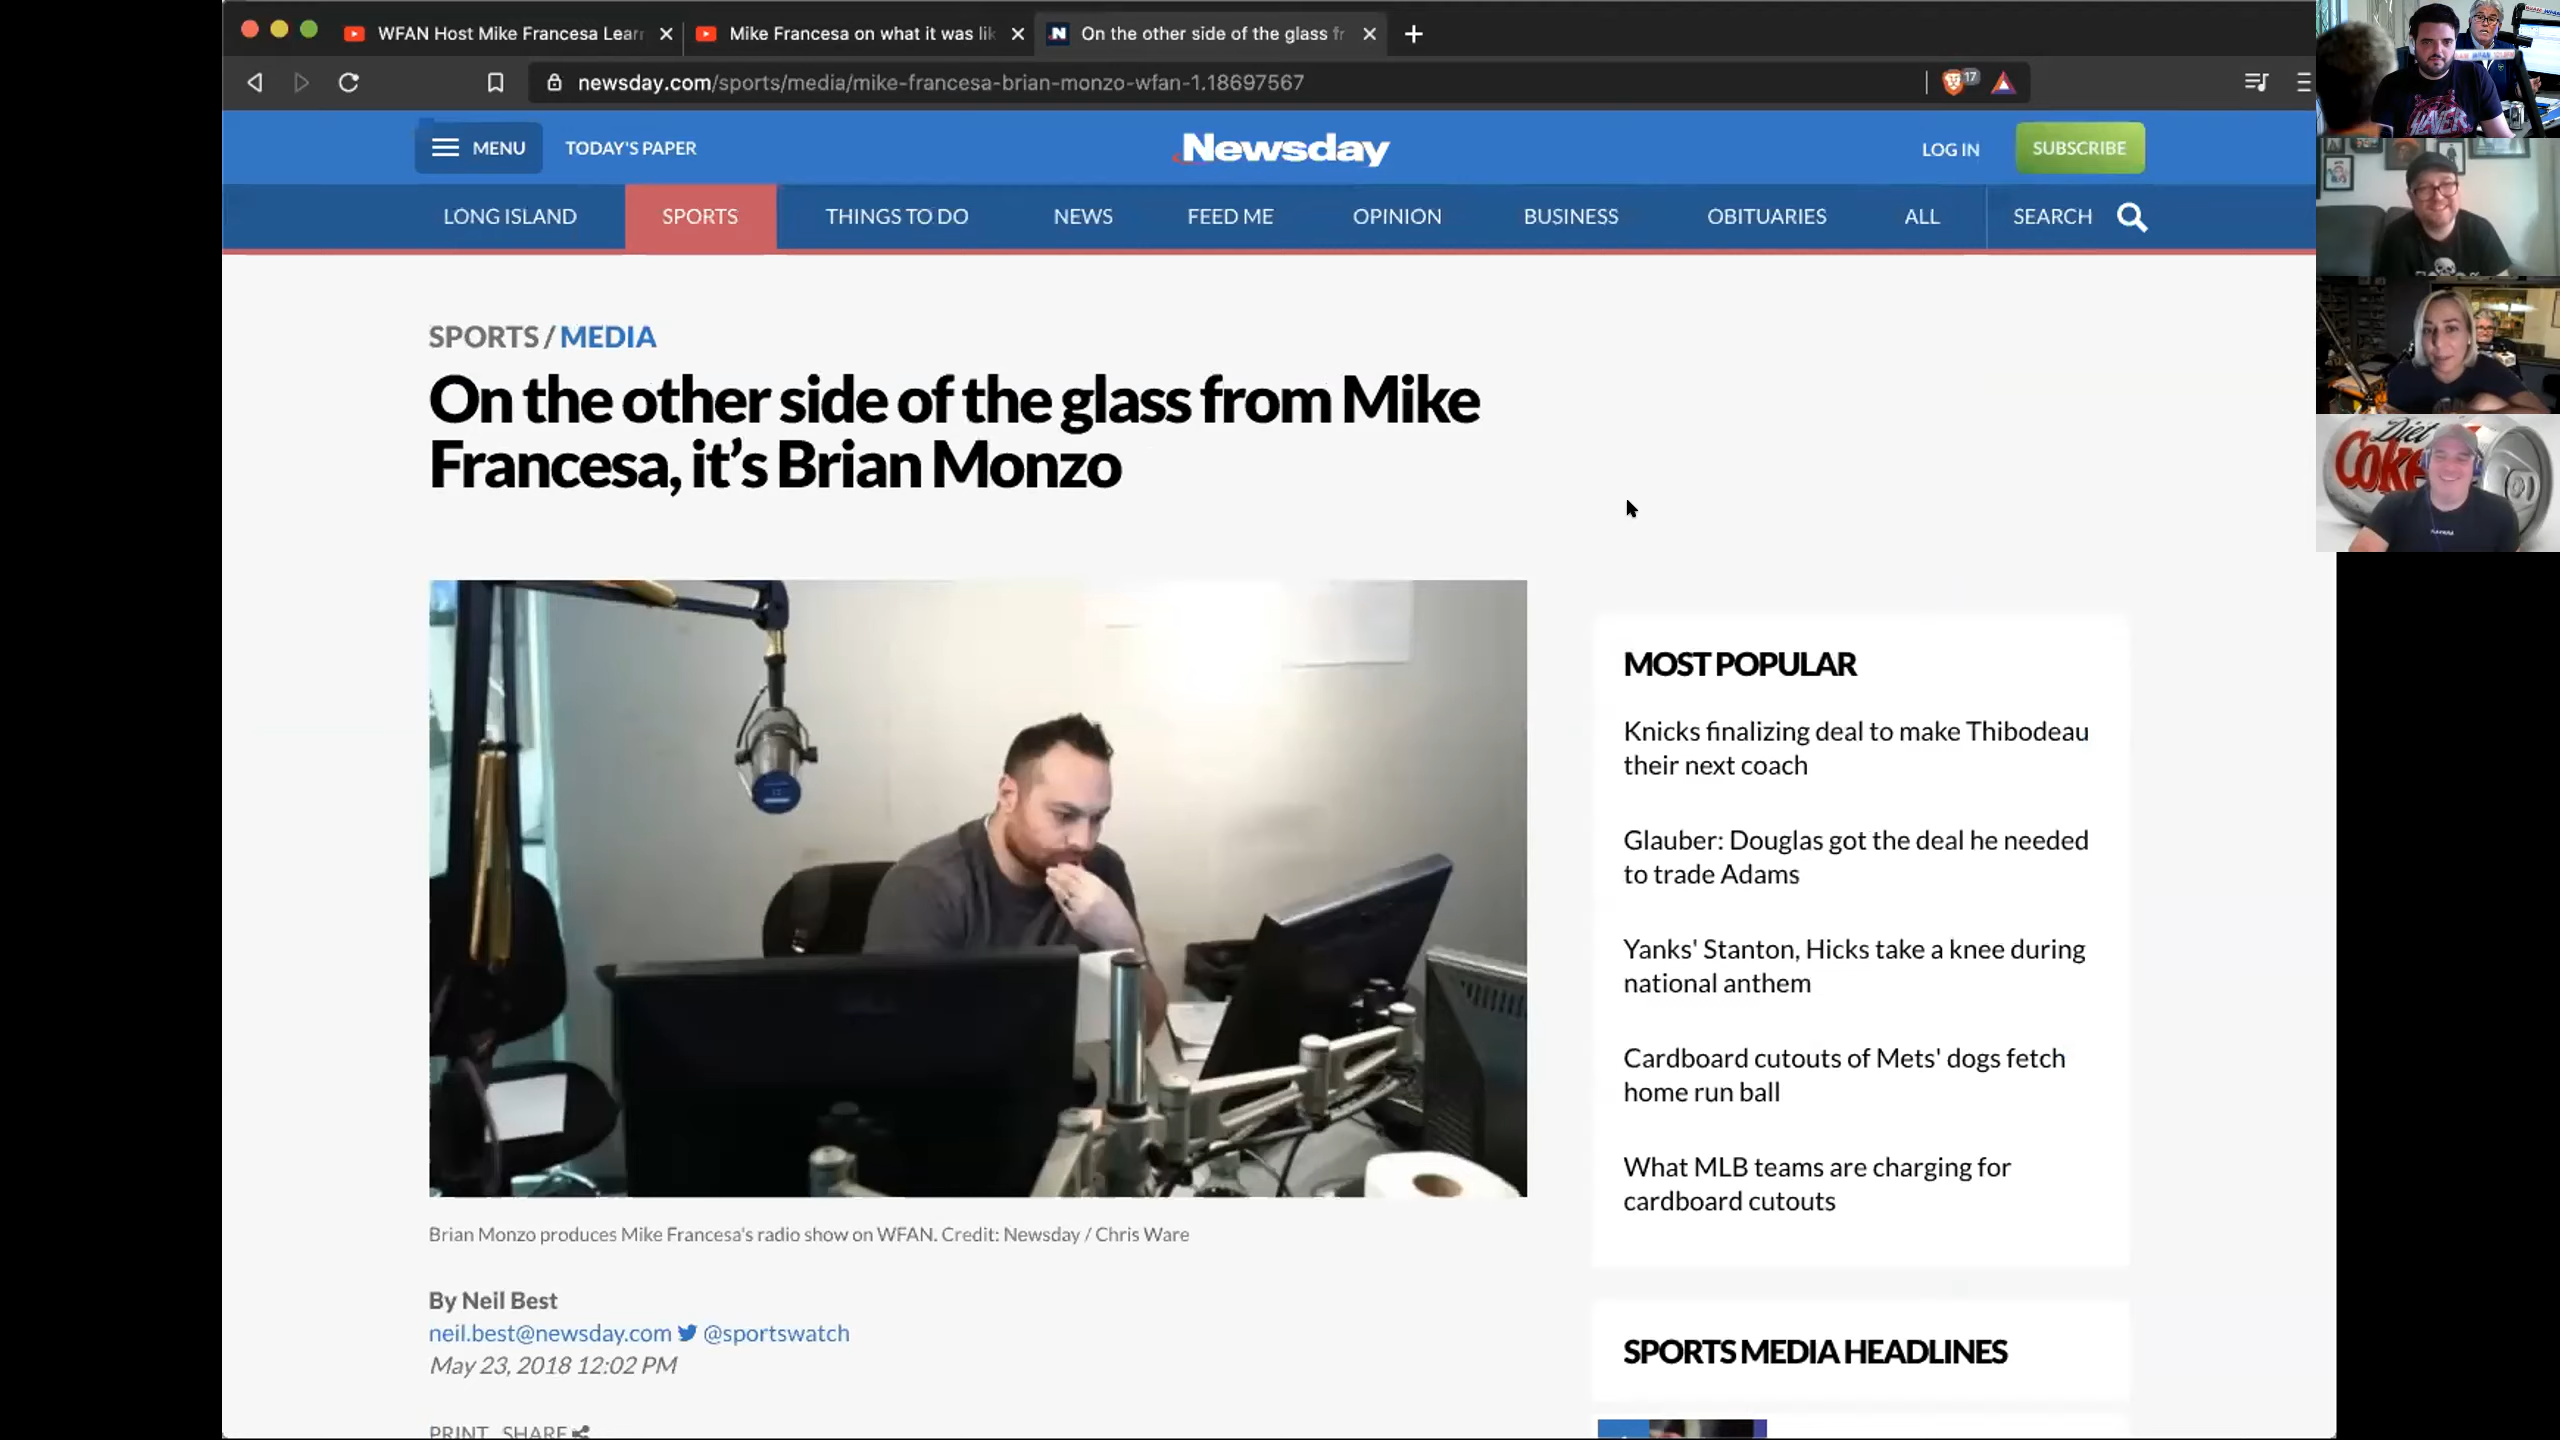 WFAN Host Mike Francesa Lear
Mike Francesa on what it was lik
On the other side of the glass fr
newsday.com/sports/media/mike-francesa-brian-monzo-wfan-1.18697567
17
MENU
TODAY'S PAPER
Newsday
LOG IN
SUBSCRIBE
LONG ISLAND
SPORTS
THINGS TO DO
NEWS
FEED ME
OPINION
BUSINESS
OBITUARIES
ALL
SEARCH
SPORTS / MEDIA
On the other side of the glass from Mike
Francesa, it’s Brian Monzo
Brian Monzo produces Mike Francesa's radio show on WFAN. Credit: Newsday / Chris Ware
By Neil Best
neil.best@newsday.com @sportswatch
May 23, 2018 12:02 PM
PRINT SHARE
MOST POPULAR
Knicks finalizing deal to make Thibodeau
their next coach
Glauber: Douglas got the deal he needed
to trade Adams
Yanks' Stanton, Hicks take a knee during
national anthem
Cardboard cutouts of Mets' dogs fetch
home run ball
What MLB teams are charging for
cardboard cutouts
SPORTS MEDIA HEADLINES
SLAYER
Diet
Coke